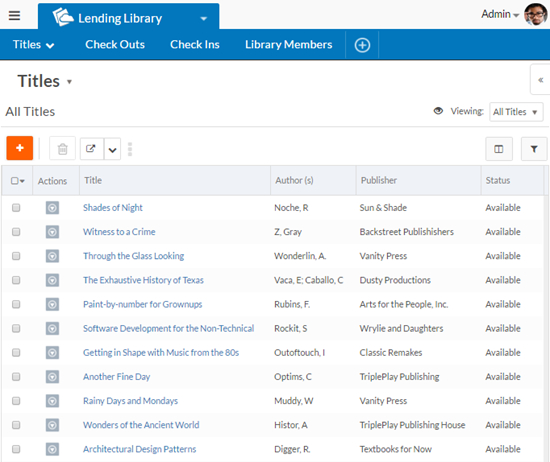 Lending Library
Admin
Titles Check Outs Check Ins Library Members
Titles
All Titles Viewing: All Titles
Actions Title Author (s) Publisher Status
Shades of Night Noche, R Sun & Shade Available
Witness to a Crime Z, Gray Backstreet Publishishers Available
Through the Glass Looking Wonderlin, A. Vanity Press Available
The Exhaustive History of Texas Vaca, E; Caballo, C Dusty Productions Available
Paint-by-number for Grownups Rubins, F. Arts for the People, Inc. Available
Software Development for the Non-Technical Rockit, S Wrylie and Daughters Available
Getting in Shape with Music from the 80s Outoftouch, I Classic Remakes Available
Another Fine Day Optims, C TriplePlay Publishing Available
Rainy Days and Mondays Muddy, W Vanity Press Available
Wonders of the Ancient World Histor, A TriplePlay Publishing House Available
Architectural Design Patterns Digger, R. Textbooks for Now Available